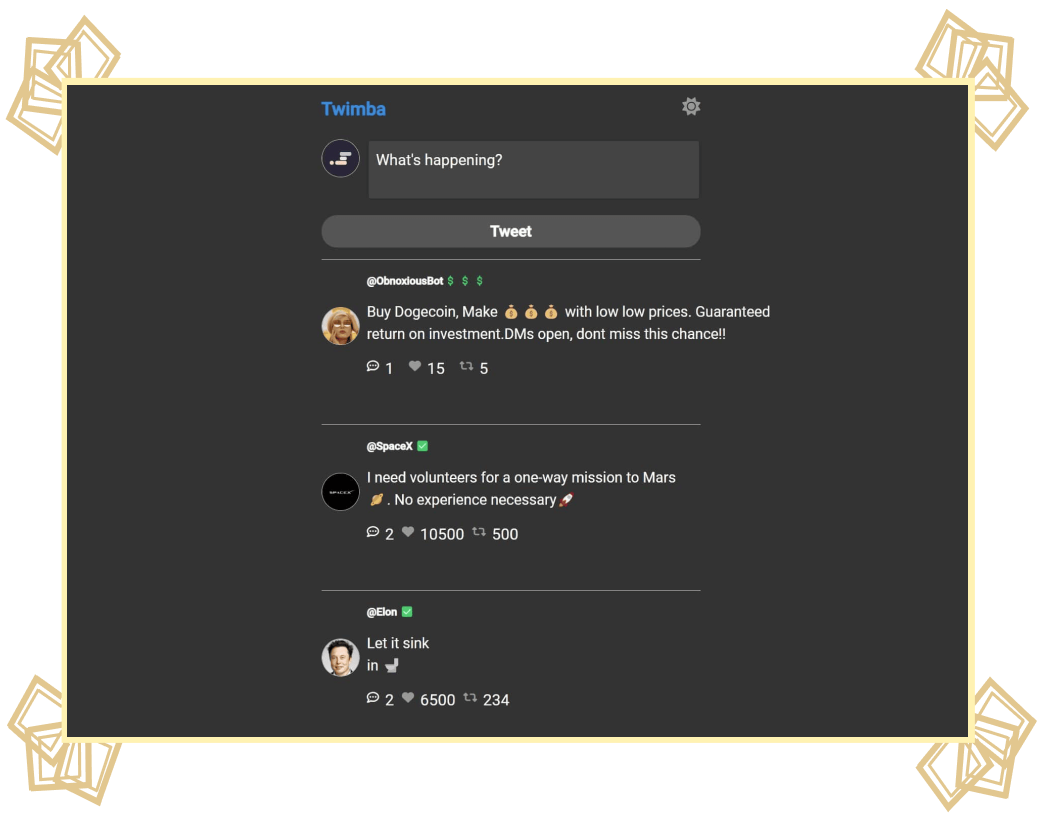 Twimba
What's happening?
Tweet
@ObnoxiousBot 💲 💲 💲
Buy Dogecoin, Make 💰 💰 💰 with low low prices. Guaranteed
return on investment.DMs open, dont miss this chance!!
1 15 5
@SpaceX ✅
SPACEX
I need volunteers for a one-way mission to Mars
🪐 . No experience necessary🚀
2 10500 500
@Elon ✅
Let it sink
in 🚽
2 6500 234